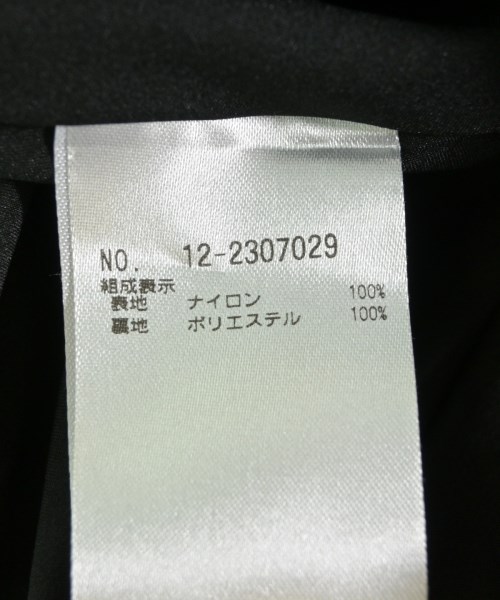 NO. 12-2307029
組成表示
表地 ナイロン 100%
裏地 ポリエステル 100%